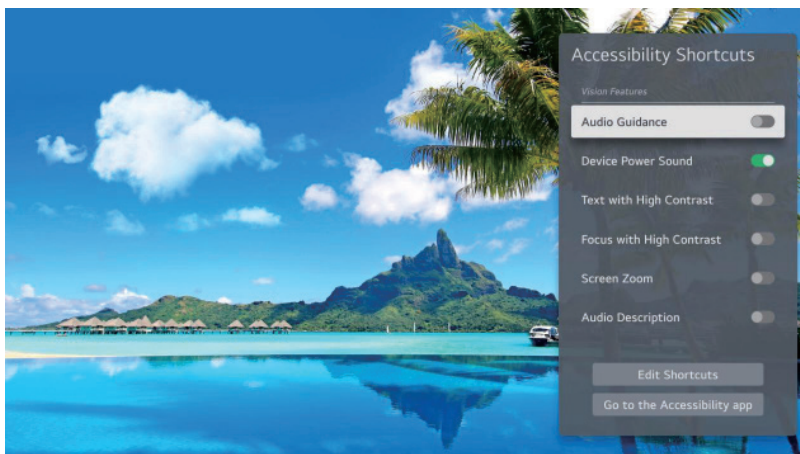 Accessibility Shortcuts
Vision Features
Audio Guidance
Device Power Sound
Text with High Contrast
Focus with High Contrast
Screen Zoom
Audio Description
Edit Shortcuts
Go to the Accessibility app